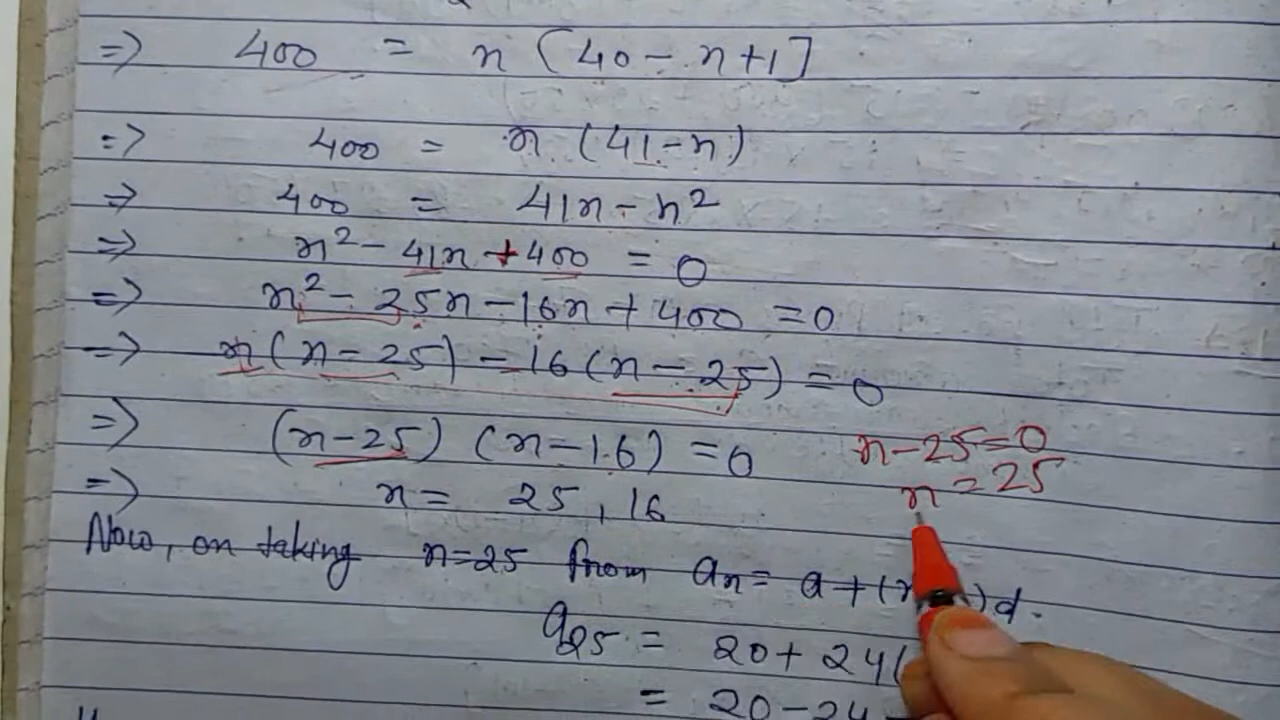 => 400 = n (40 - n+1]
=> 400 = n (41-n)
=> 400 = 41n - n²
=> n² - 41n + 400 = 0
=> n² - 25n - 16n + 400 = 0
=> n(n-25) - 16(n-25) = 0
=> (n-25) (n-16) = 0
n-25=0
n=25
=> n = 25, 16
Now, on taking n=25 from an = a + (n )d.
a25 = 20 + 24(
= 20 - 24